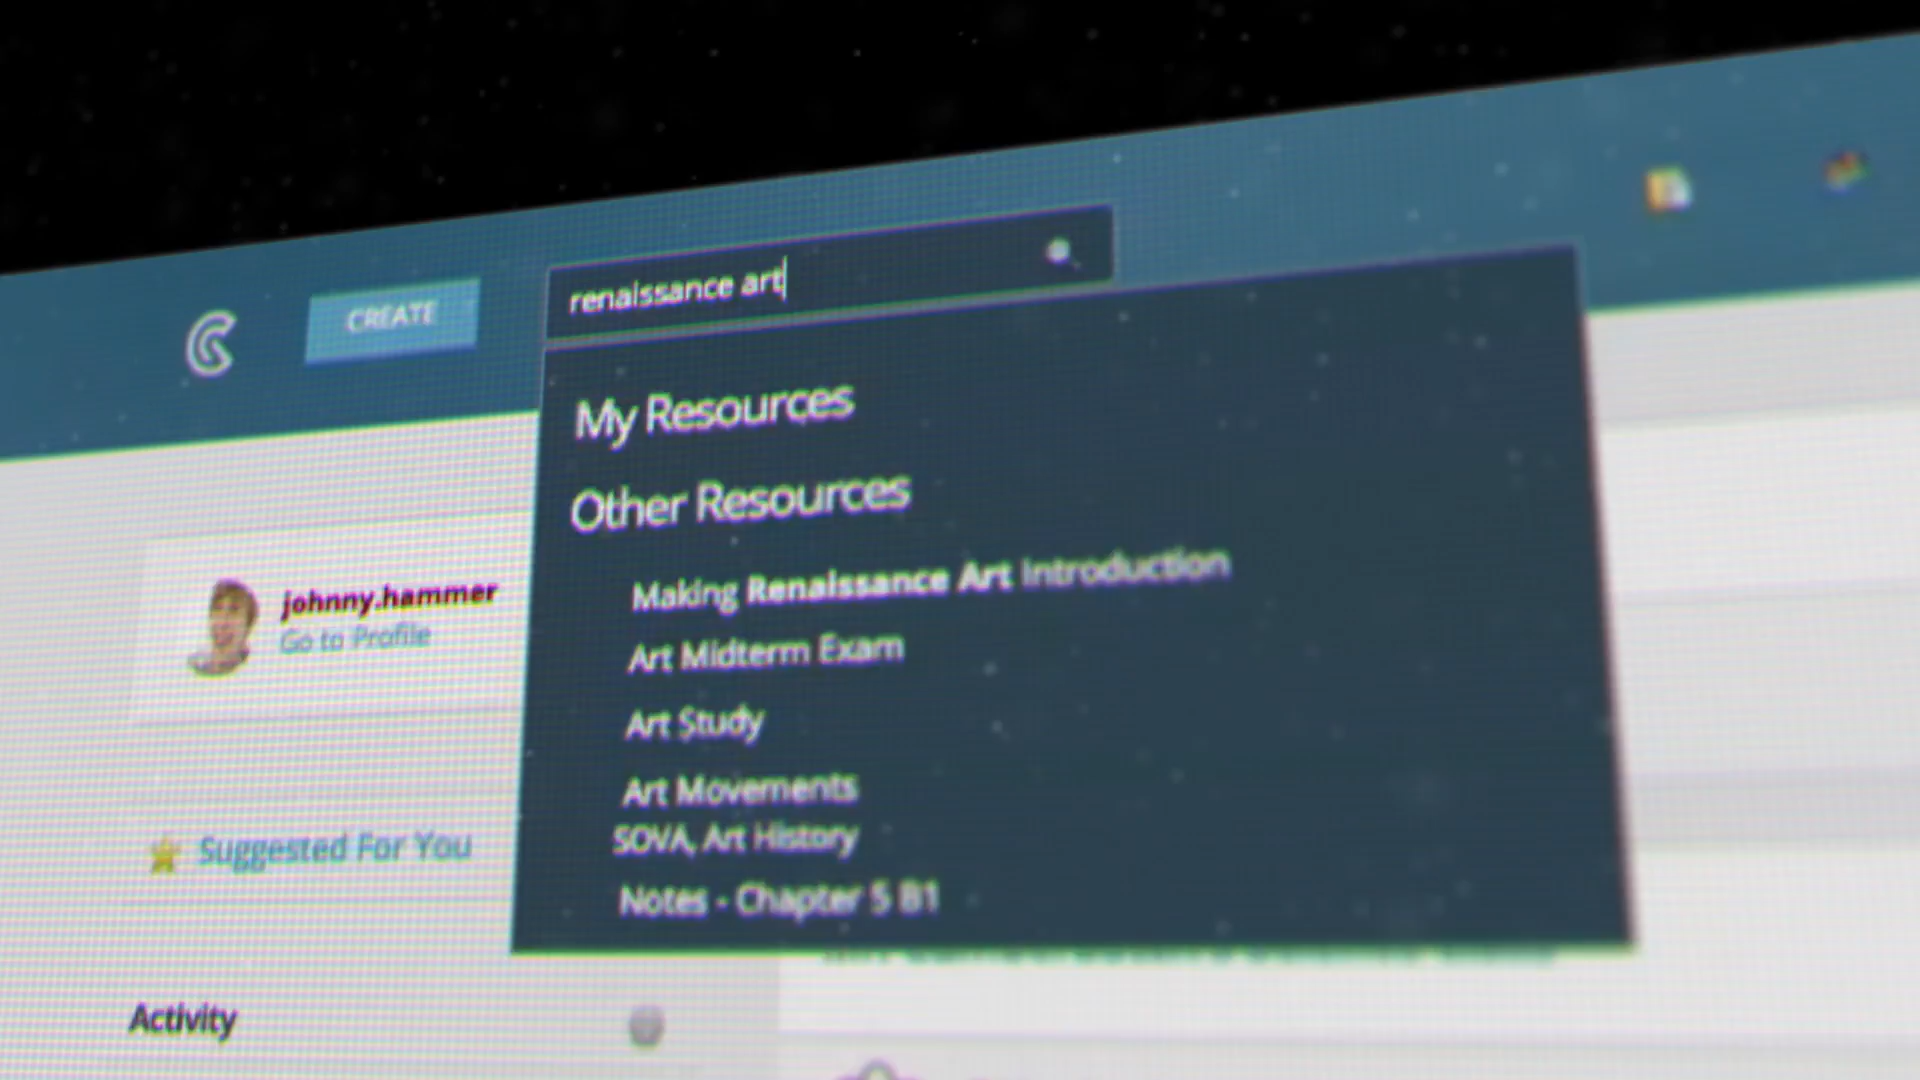 CREATE
renaissance art
My Resources
Other Resources
Making Renaissance Art Introduction
Art Midterm Exam
Art Study
Art Movements
SOVA, Art History
Notes - Chapter 5 B1
johnny.hammer
Go to Profile
Suggested For You
Activity